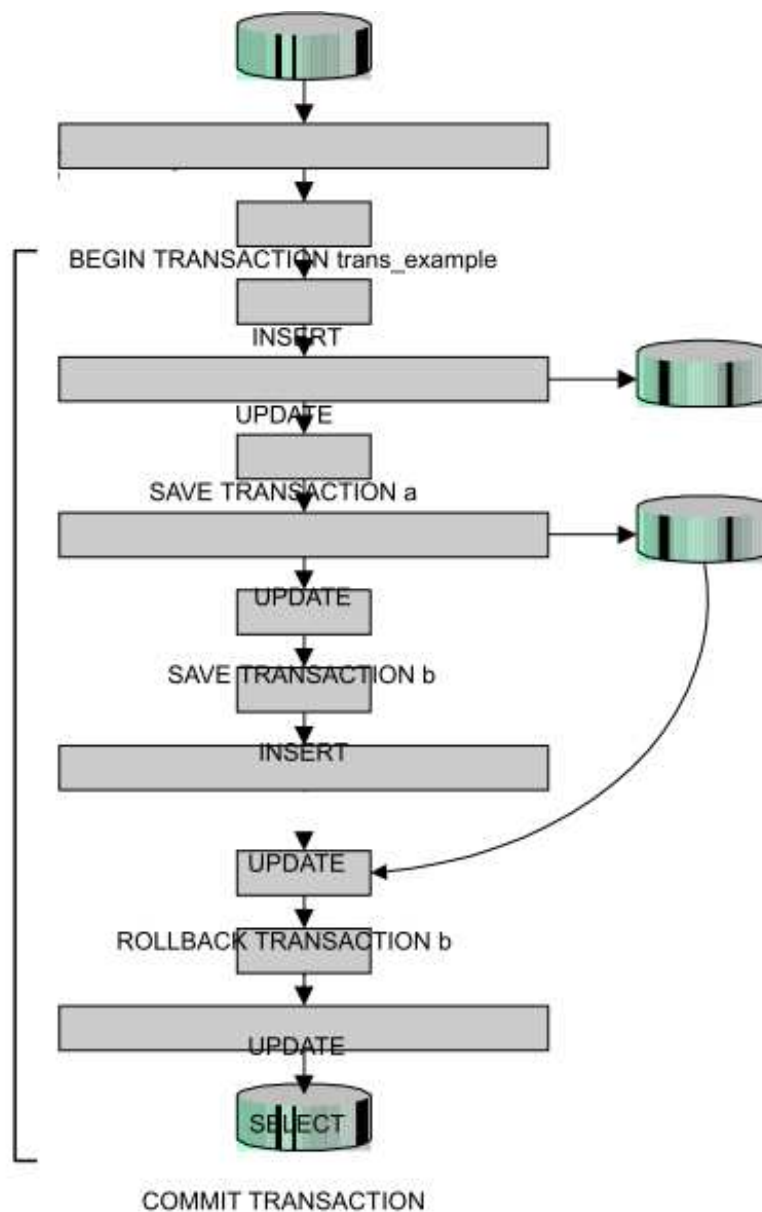 BEGIN TRANSACTION trans_example
INSERT
UPDATE
SAVE TRANSACTION a
UPDATE
SAVE TRANSACTION b
INSERT
UPDATE
ROLLBACK TRANSACTION b
UPDATE
SELECT
COMMIT TRANSACTION